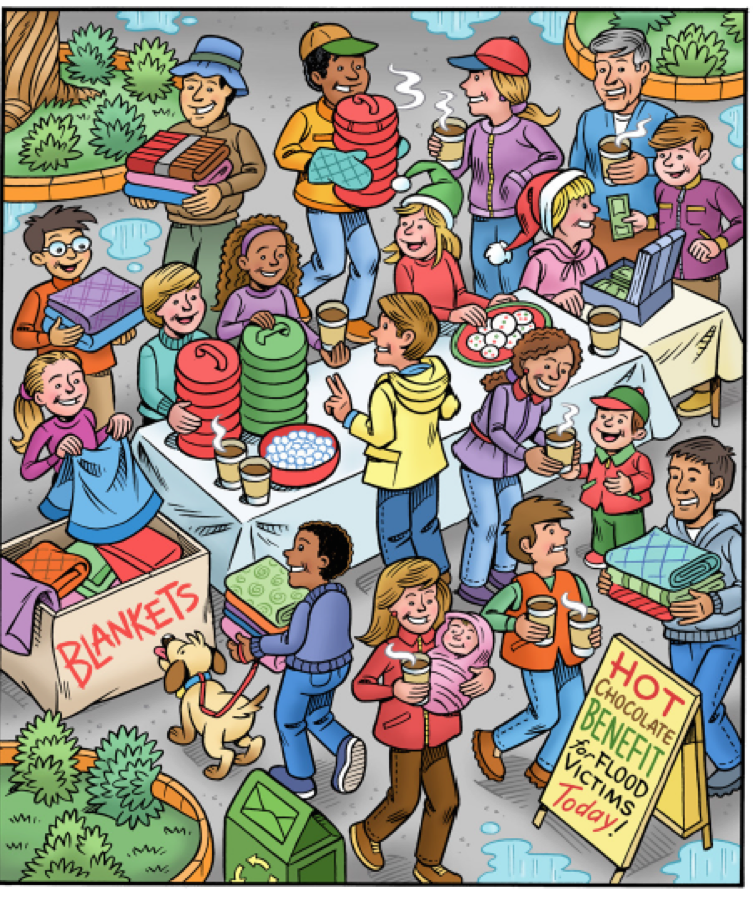 BLANKETS
HOT
CHOCOLATE
BENEFIT
for FLOOD
VICTIMS
Today!